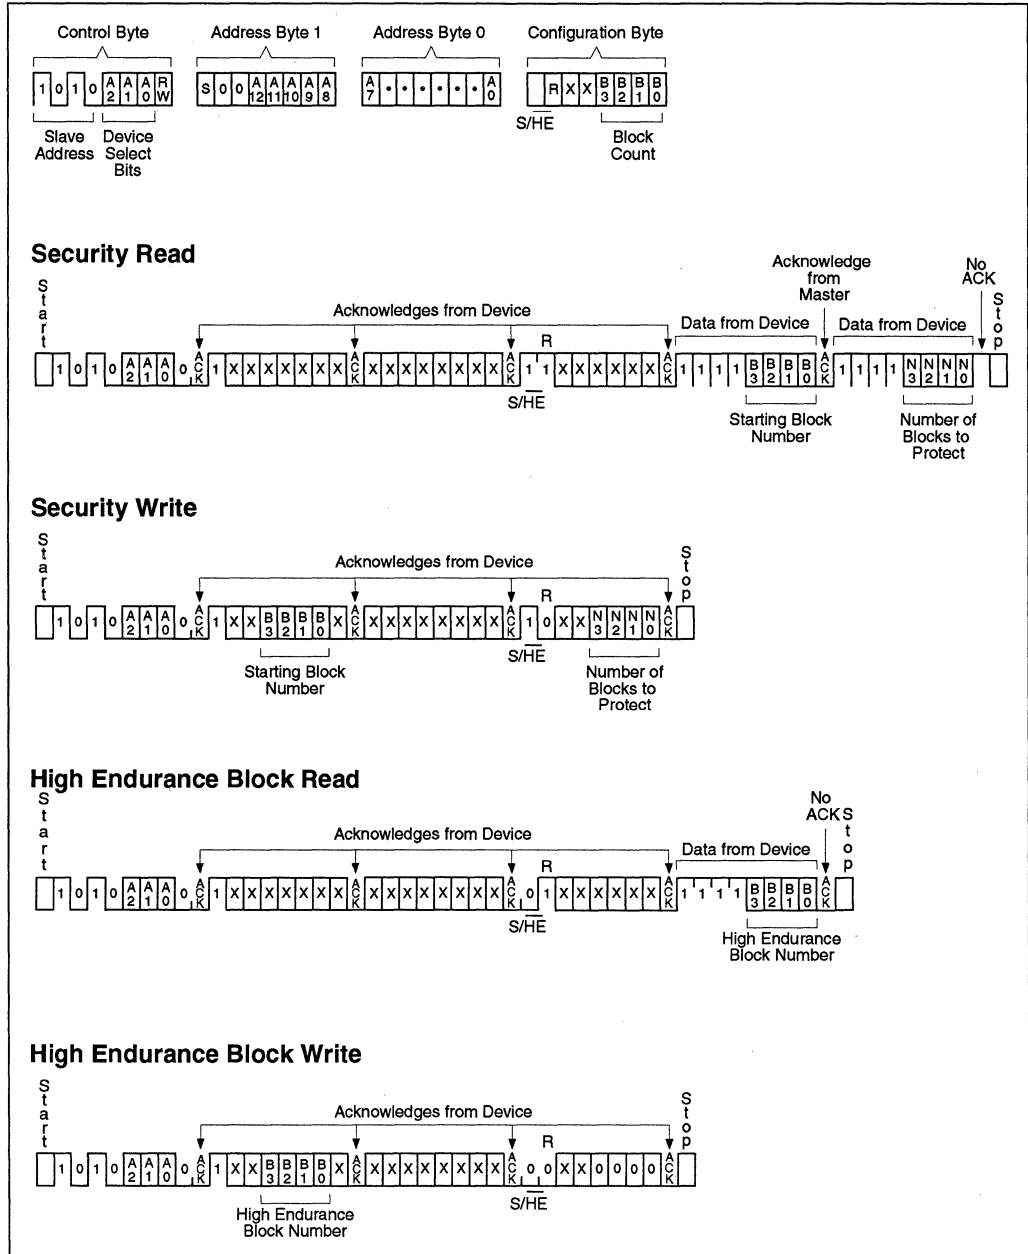 Control Byte Address Byte 1 Address Byte 0 Configuration Byte
1 0 1 0 A2 A1 A0 RW S 0 0 A12 A11 A10 A9 A8 A7 • • • • • • A0 R X X B3 B2 B1 B0
S/HE
Slave Address Device Select Bits Block Count
Security Read
Start Acknowledges from Device R Data from Device Acknowledge from Master Data from Device No ACK Stop
1 0 1 0 A2 A1 A0 0 ACK 1 X X X X X X X ACK X X X X X X X X ACK 1 1 X X X X X X ACK 1 1 1 1 B3 B2 B1 B0 ACK 1 1 1 1 N3 N2 N1 N0
S/HE
Starting Block Number Number of Blocks to Protect
Security Write
Start Acknowledges from Device R Stop
1 0 1 0 A2 A1 A0 0 ACK 1 X X B3 B2 B1 B0 X ACK X X X X X X X X ACK 1 0 X X N3 N2 N1 N0 ACK
S/HE
Starting Block Number Number of Blocks to Protect
High Endurance Block Read
Start Acknowledges from Device R Data from Device No ACK Stop
1 0 1 0 A2 A1 A0 0 ACK 1 X X X X X X X ACK X X X X X X X X ACK 0 1 X X X X X X ACK 1 1 1 1 B3 B2 B1 B0 ACK
S/HE
High Endurance Block Number
High Endurance Block Write
Start Acknowledges from Device R Stop
1 0 1 0 A2 A1 A0 0 ACK 1 X X B3 B2 B1 B0 X ACK X X X X X X X X ACK 0 0 X X 0 0 0 0 ACK
S/HE
High Endurance Block Number